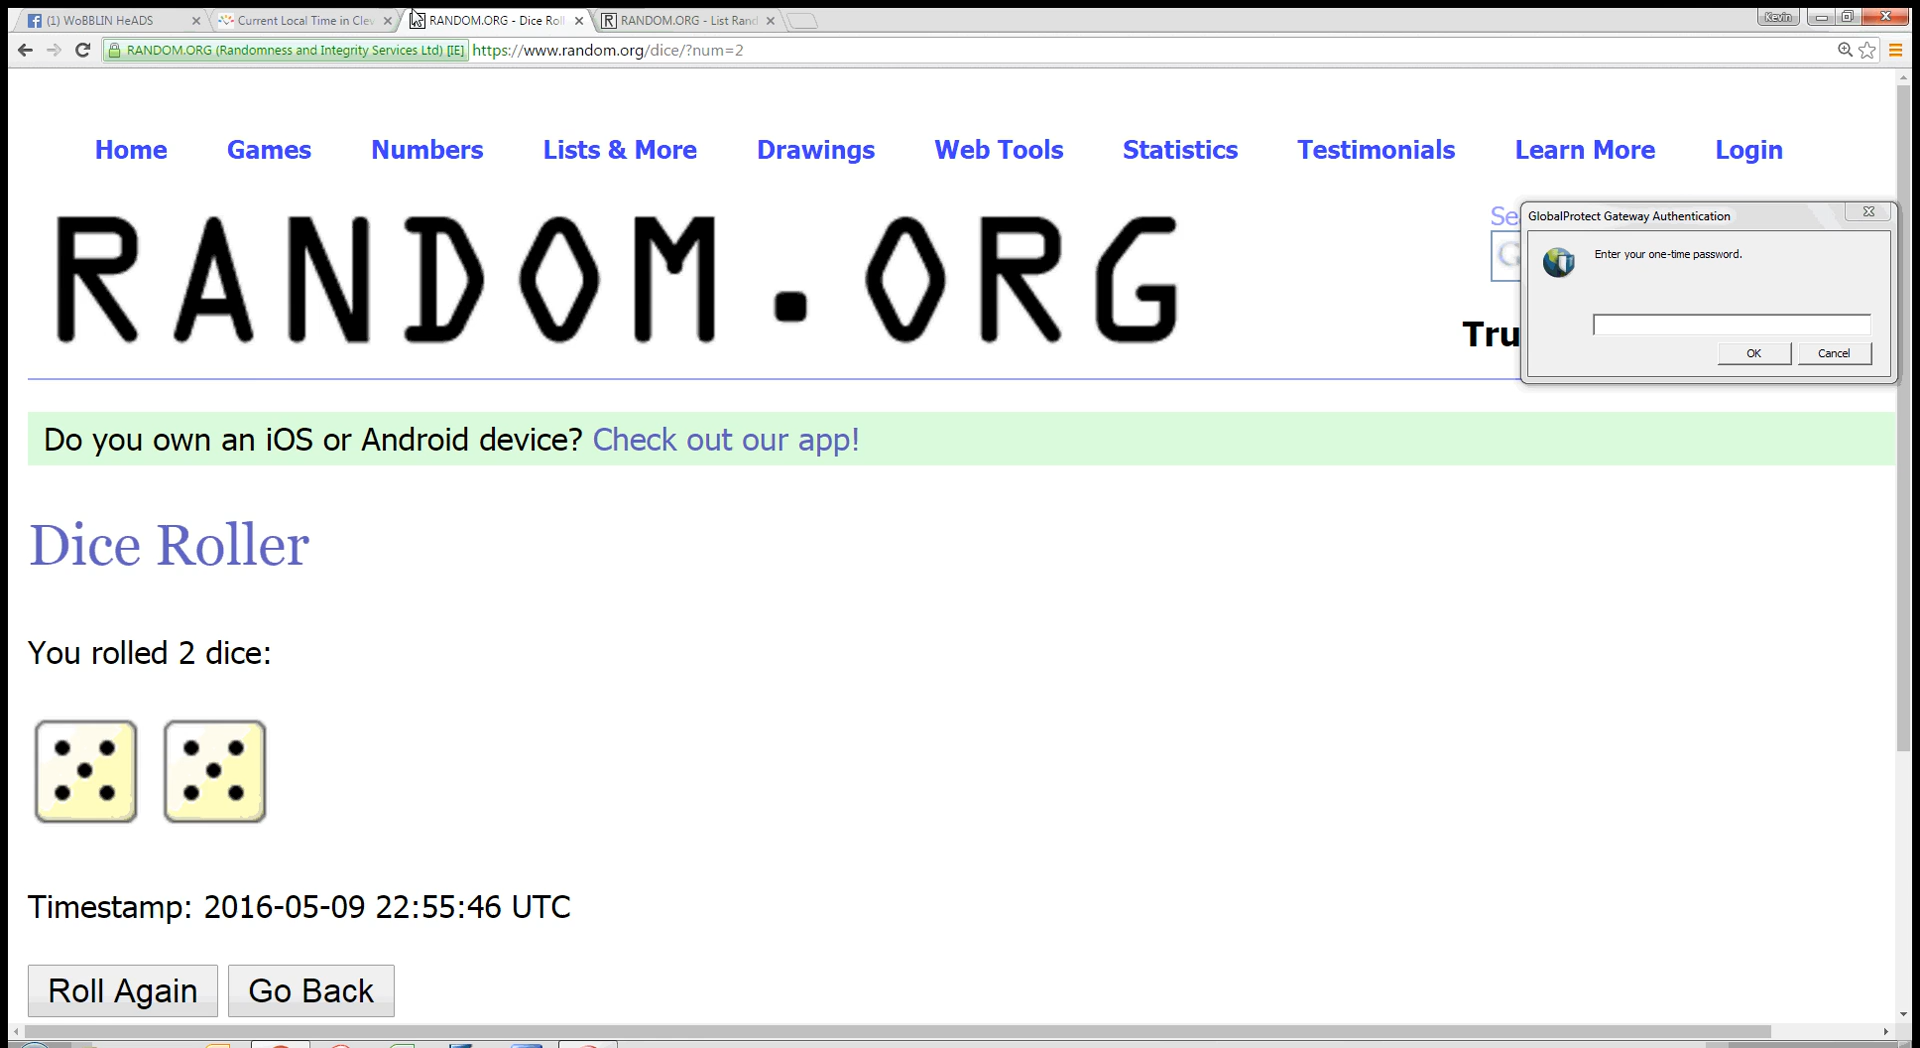 (1) WoBBLIN HeADS
Current Local Time in Clev
RANDOM.ORG - Dice Roll
RANDOM.ORG - List Rand
Kevin
RANDOM.ORG (Randomness and Integrity Services Ltd) [IE]
https://www.random.org/dice/?num=2
Home Games Numbers Lists & More Drawings Web Tools Statistics Testimonials Learn More Login
RANDOM.ORG
Se
G
Tru
GlobalProtect Gateway Authentication
Enter your one-time password.
OK Cancel
Do you own an iOS or Android device? Check out our app!
Dice Roller
You rolled 2 dice:
Timestamp: 2016-05-09 22:55:46 UTC
Roll Again Go Back